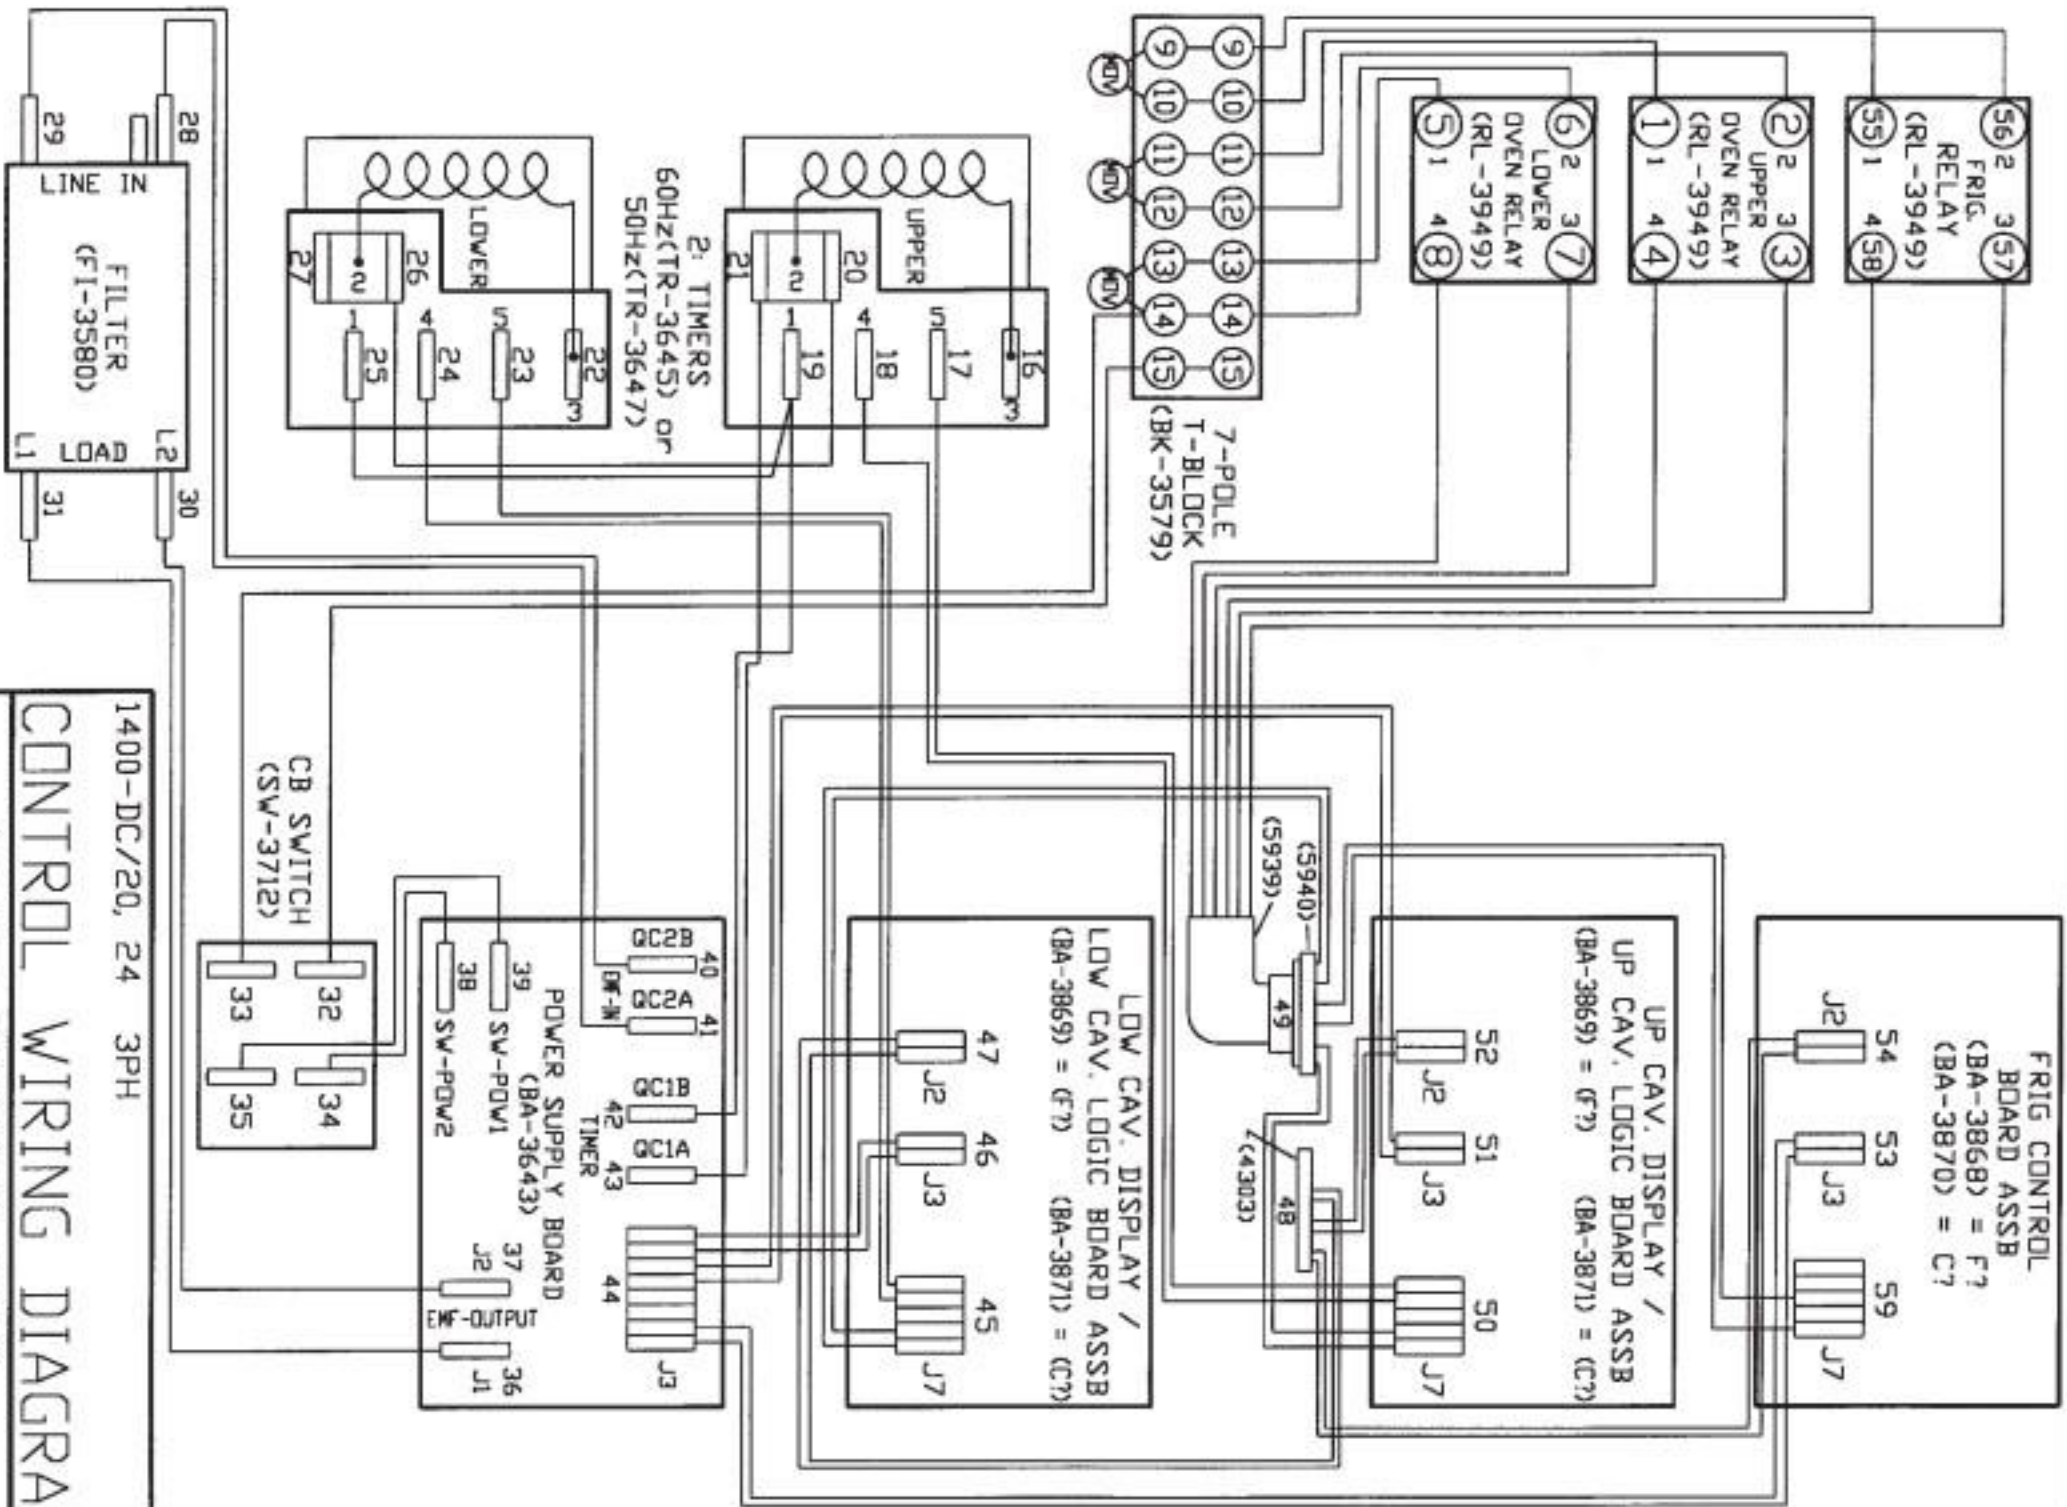 56
2
3
57
FRIG.
RELAY
(RL-3949)
55
1
4
58
2
2
3
3
UPPER
OVEN RELAY
(RL-3949)
1
1
4
4
6
2
3
7
LOWER
OVEN RELAY
(RL-3949)
5
1
4
8
9
10
11
12
13
14
15
9
10
11
12
13
14
15
MOV
MOV
MOV
7-POLE
T-BLOCK
(BK-3579)
UPPER
16
3
5
17
4
18
1
19
20
2
21
2: TIMERS
60Hz(TR-3645) or
50Hz(TR-3647)
LOWER
22
3
5
23
4
24
1
25
26
2
27
28
29
LINE IN
FILTER
(FI-3580)
LOAD
L2
L1
30
31
FRIG CONTROL
BOARD ASSB
(BA-3868) = F?
(BA-3870) = C?
54
J2
53
J3
59
J7
UP CAV. DISPLAY /
UP CAV. LOGIC BOARD ASSB
(BA-3869) = (F?)
(BA-3871) = (C?)
52
J2
51
J3
50
J7
(5940)
(5939)
49
48
(4303)
LOW CAV. DISPLAY /
LOW CAV. LOGIC BOARD ASSB
(BA-3869) = (F?)
(BA-3871) = (C?)
47
J2
46
J3
45
J7
QC2B
40
EMF-IN
QC2A
41
QC1B
42
TIMER
QC1A
43
44
J3
POWER SUPPLY BOARD
(BA-3643)
39
SW-POW1
38
SW-POW2
37
J2
EMF-OUTPUT
36
J1
CB SWITCH
(SW-3712)
32
33
34
35
1400-DC/20, 24 3PH
CONTROL WIRING DIAGRA